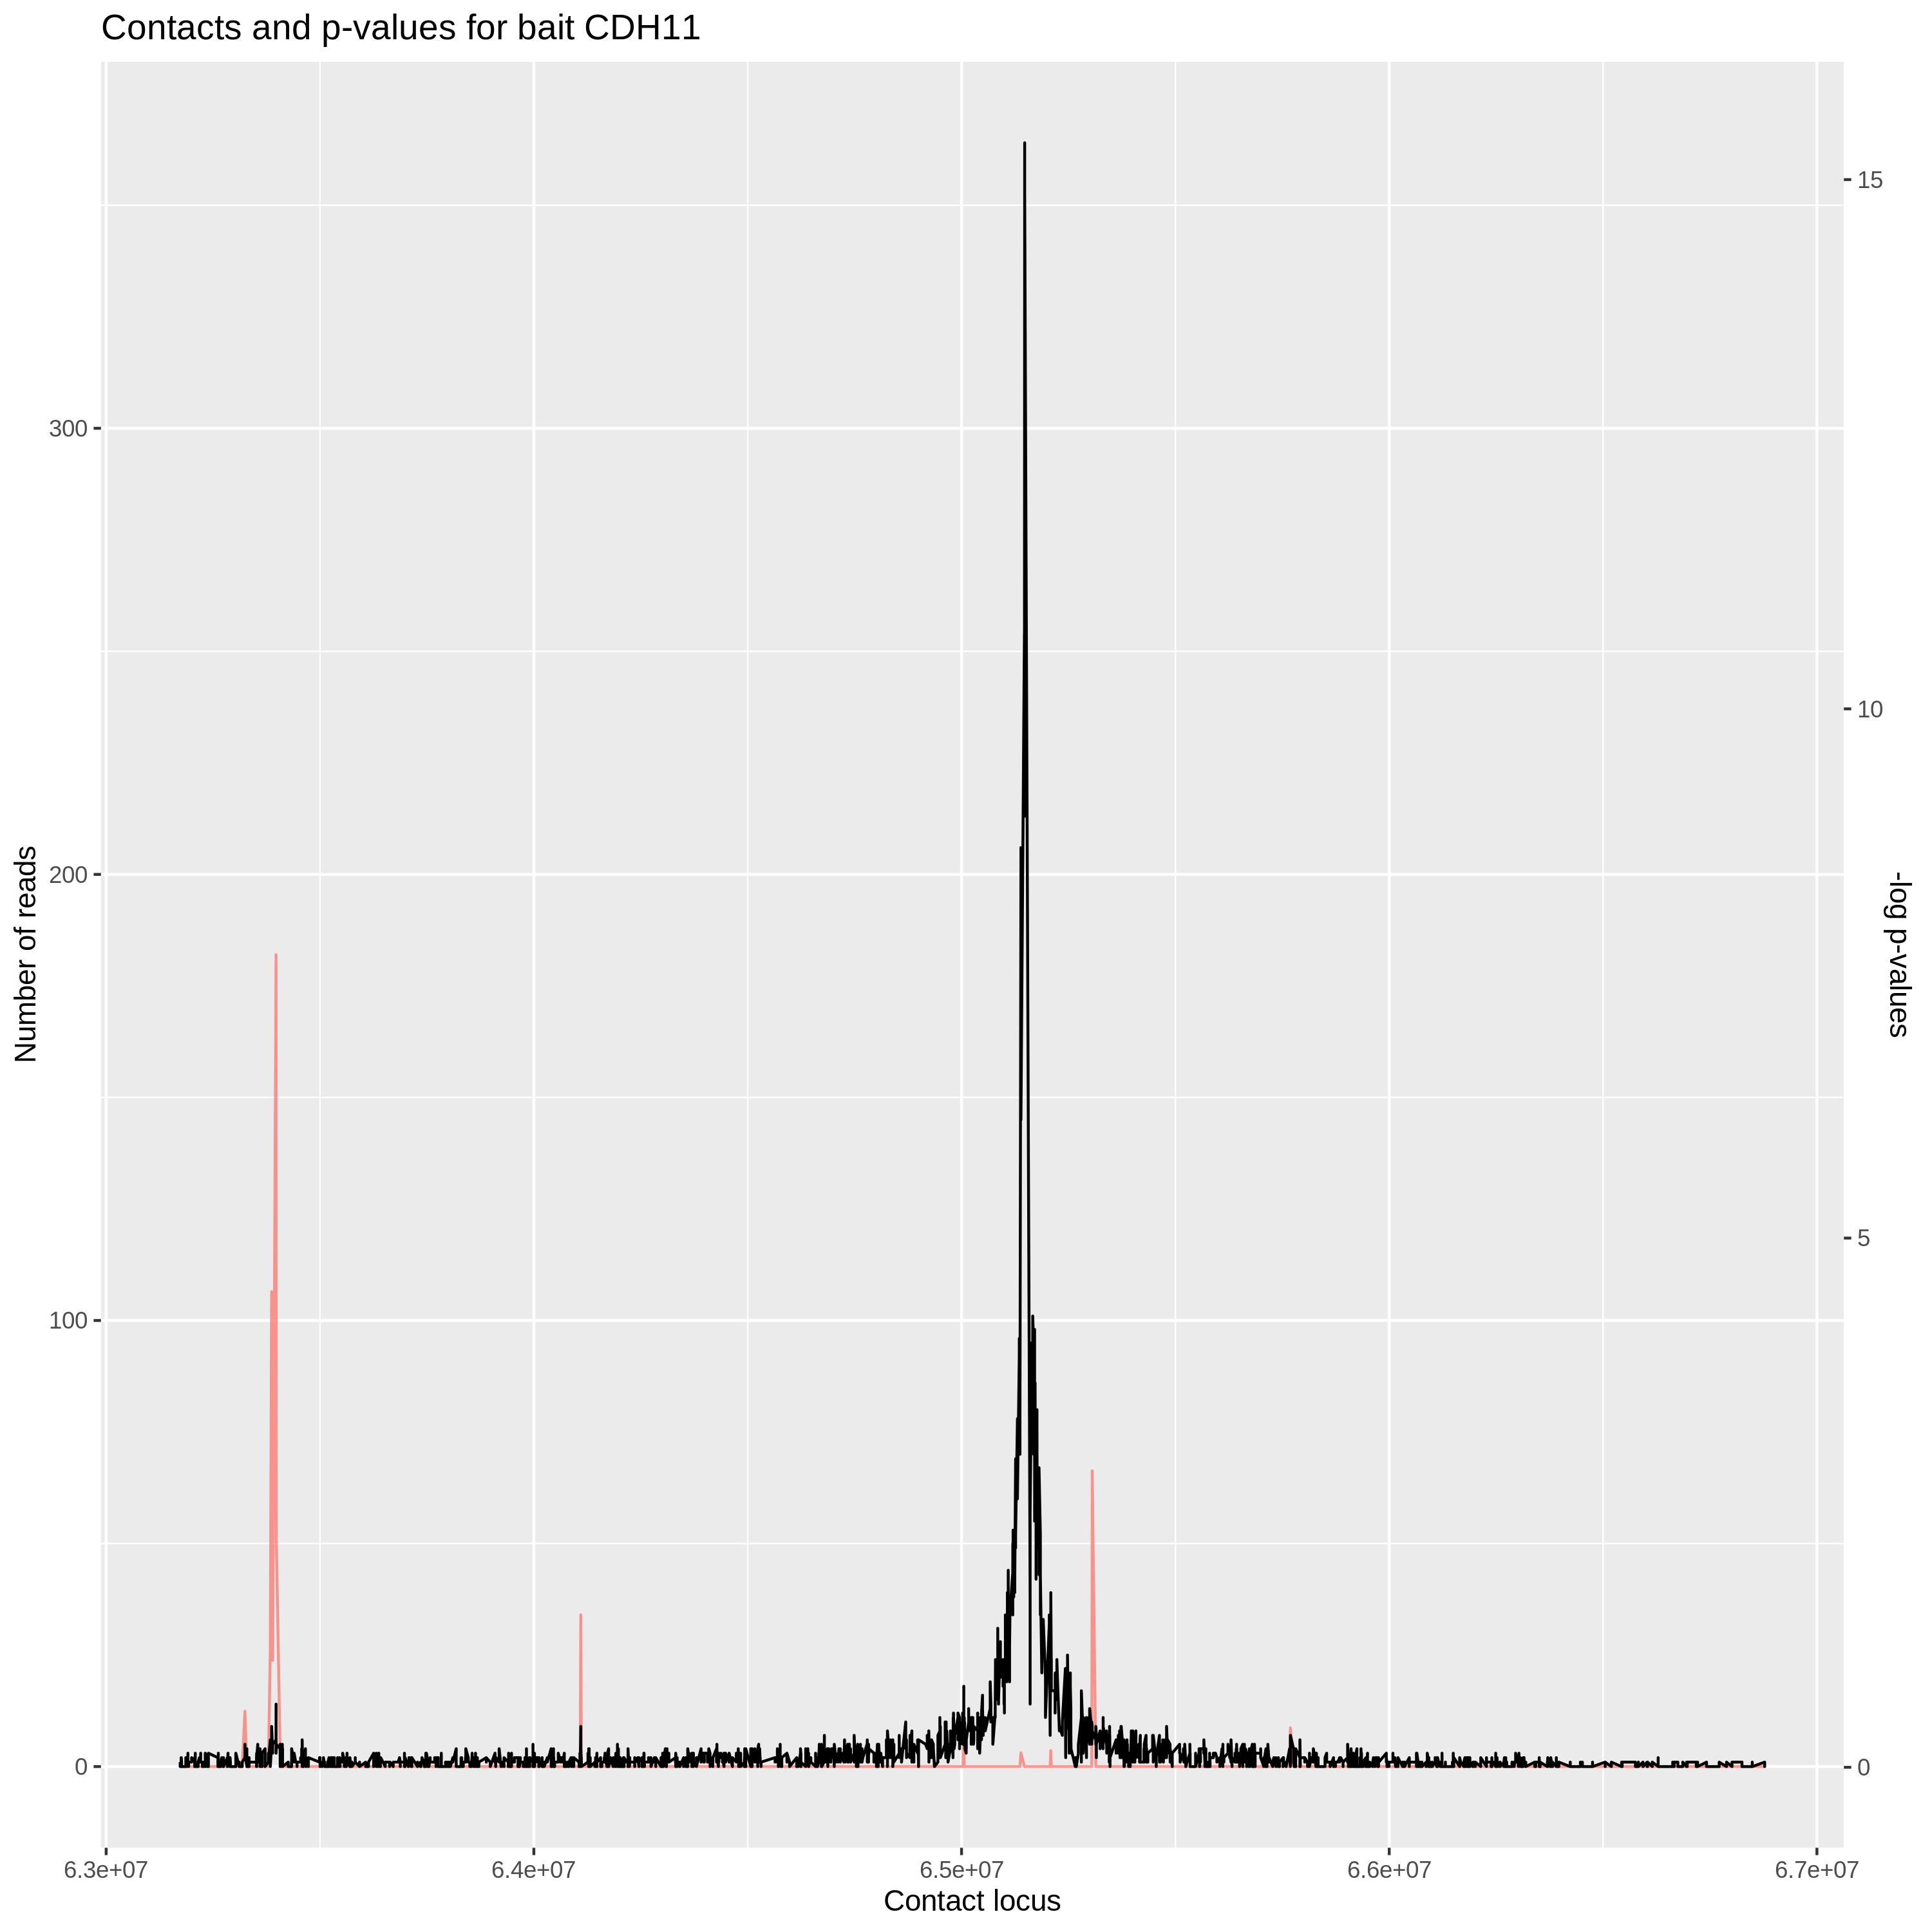 Contacts and p-values for bait CDH11
Number of reads
300
200
100
0
15
10
5
0
-log p-values
6.3e+07 6.4e+07 6.5e+07 6.6e+07 6.7e+07
Contact locus